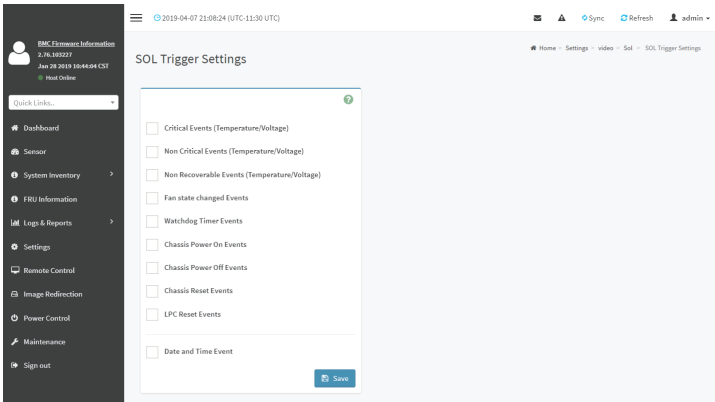 2019-04-07 21:08:24 (UTC-11:30 UTC)
Sync
Refresh
admin
BMC Firmware Information
2.76.103227
Jan 28 2019 10:44:04 CST
Host Online
Quick Links..
Dashboard
Sensor
System Inventory
FRU Information
Logs & Reports
Settings
Remote Control
Image Redirection
Power Control
Maintenance
Sign out
SOL Trigger Settings
Home > Settings > video > Sol > SOL Trigger Settings
Critical Events (Temperature/Voltage)
Non Critical Events (Temperature/Voltage)
Non Recoverable Events (Temperature/Voltage)
Fan state changed Events
Watchdog Timer Events
Chassis Power On Events
Chassis Power Off Events
Chassis Reset Events
LPC Reset Events
Date and Time Event
Save